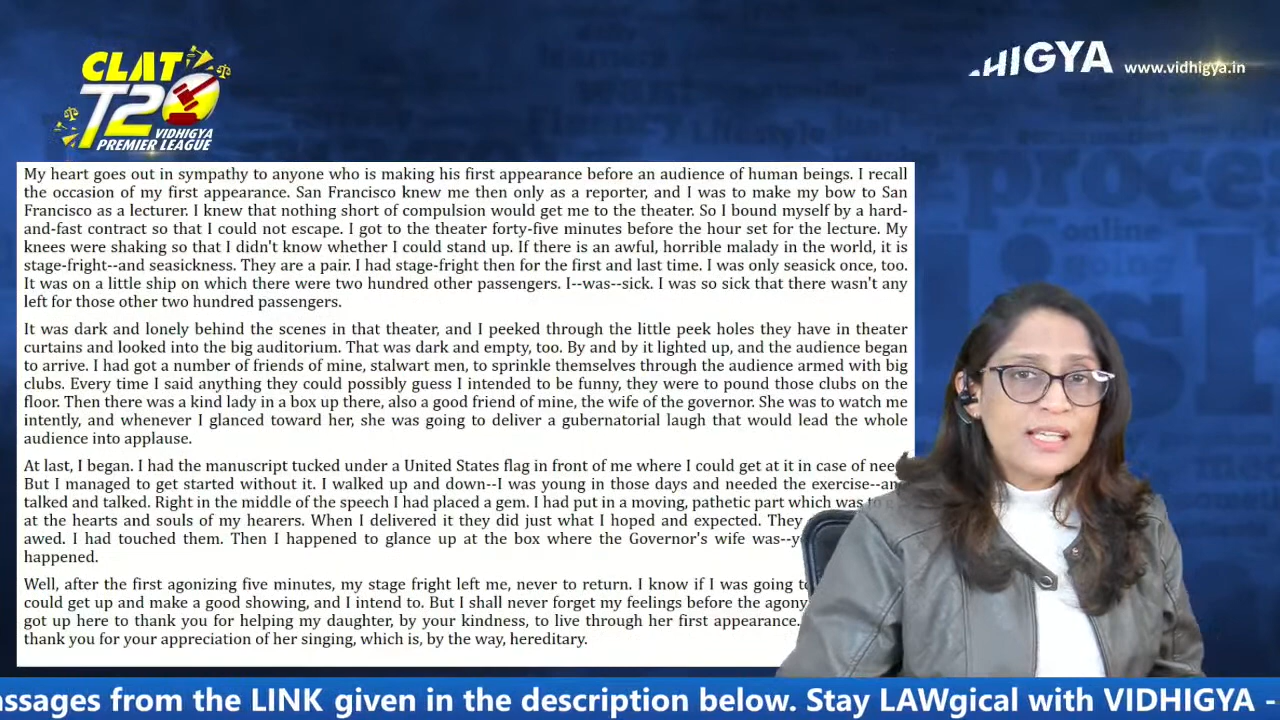 CLAT
T20
VIDHIGYA
PREMIER LEAGUE
HIGYA
www.vidhigya.in
My heart goes out in sympathy to anyone who is making his first appearance before an audience of human beings. I recall
the occasion of my first appearance. San Francisco knew me then only as a reporter, and I was to make my bow to San
Francisco as a lecturer. I knew that nothing short of compulsion would get me to the theater. So I bound myself by a hard-
and-fast contract so that I could not escape. I got to the theater forty-five minutes before the hour set for the lecture. My
knees were shaking so that I didn't know whether I could stand up. If there is an awful, horrible malady in the world, it is
stage-fright--and seasickness. They are a pair. I had stage-fright then for the first and last time. I was only seasick once, too.
It was on a little ship on which there were two hundred other passengers. I--was--sick. I was so sick that there wasn't any
left for those other two hundred passengers.
It was dark and lonely behind the scenes in that theater, and I peeked through the little peek holes they have in theater
curtains and looked into the big auditorium. That was dark and empty, too. By and by it lighted up, and the audience began
to arrive. I had got a number of friends of mine, stalwart men, to sprinkle themselves through the audience armed with big
clubs. Every time I said anything they could possibly guess I intended to be funny, they were to pound those clubs on the
floor. Then there was a kind lady in a box up there, also a good friend of mine, the wife of the governor. She was to watch me
intently, and whenever I glanced toward her, she was going to deliver a gubernatorial laugh that would lead the whole
audience into applause.
At last, I began. I had the manuscript tucked under a United States flag in front of me where I could get at it in case of
But I managed to get started without it. I walked up and down--I was young in those days and needed the exercise--
talked and talked. Right in the middle of the speech I had placed a gem. I had put in a moving, pathetic part which was
at the hearts and souls of my hearers. When I delivered it they did just what I hoped and expected. They
awed. I had touched them. Then I happened to glance up at the box where the Governor's wife was--
happened.
Well, after the first agonizing five minutes, my stage fright left me, never to return. I know if I was going
could get up and make a good showing, and I intend to. But I shall never forget my feelings before the agony
got up here to thank you for helping my daughter, by your kindness, to live through her first appearance.
thank you for your appreciation of her singing, which is, by the way, hereditary.
process
online
going
assages from the LINK given in the description below. Stay LAWgical with VIDHIGYA -